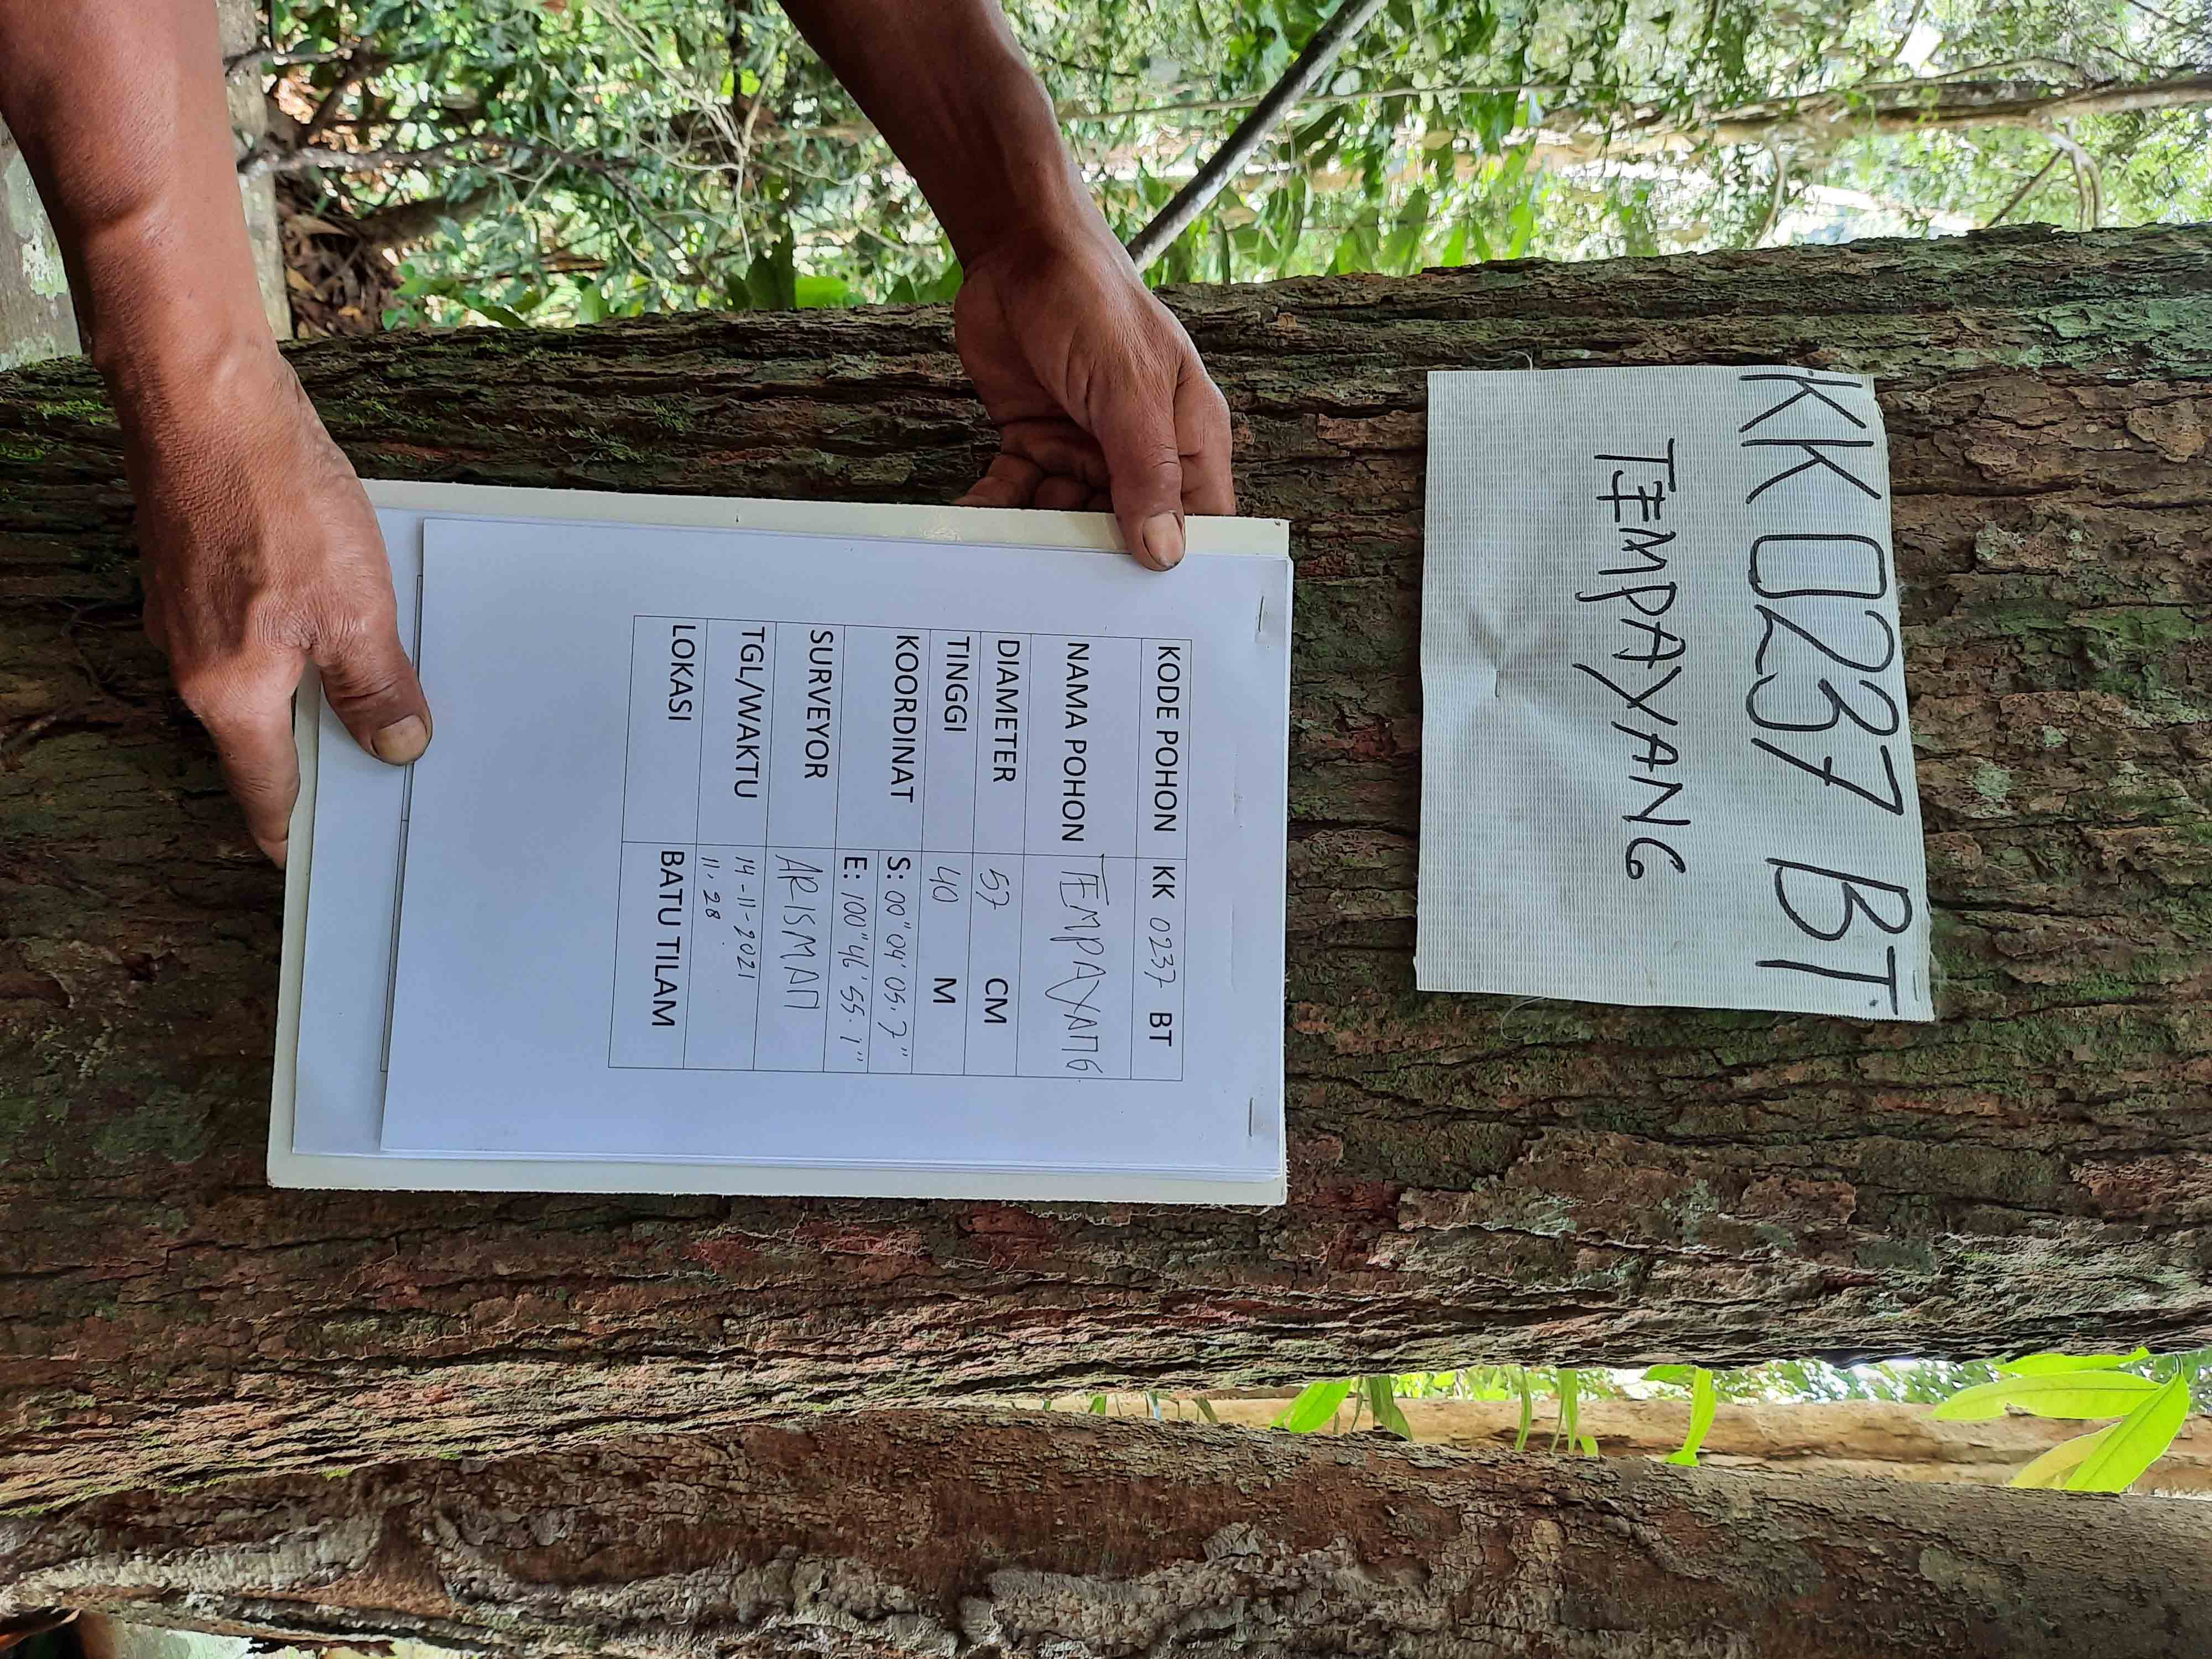 KK 0237 BT
TEMPAYANG
KODE POHON KK 0237 BT
NAMA POHON TEMPAYANG
DIAMETER 57 CM
TINGGI 40 M
KOORDINAT S: 00" 04' 05.7"
E: 100" 46' 55.1"
SURVEYOR ARISMAN
TGL/WAKTU 14-11-2021
11.28
LOKASI BATU TILAM